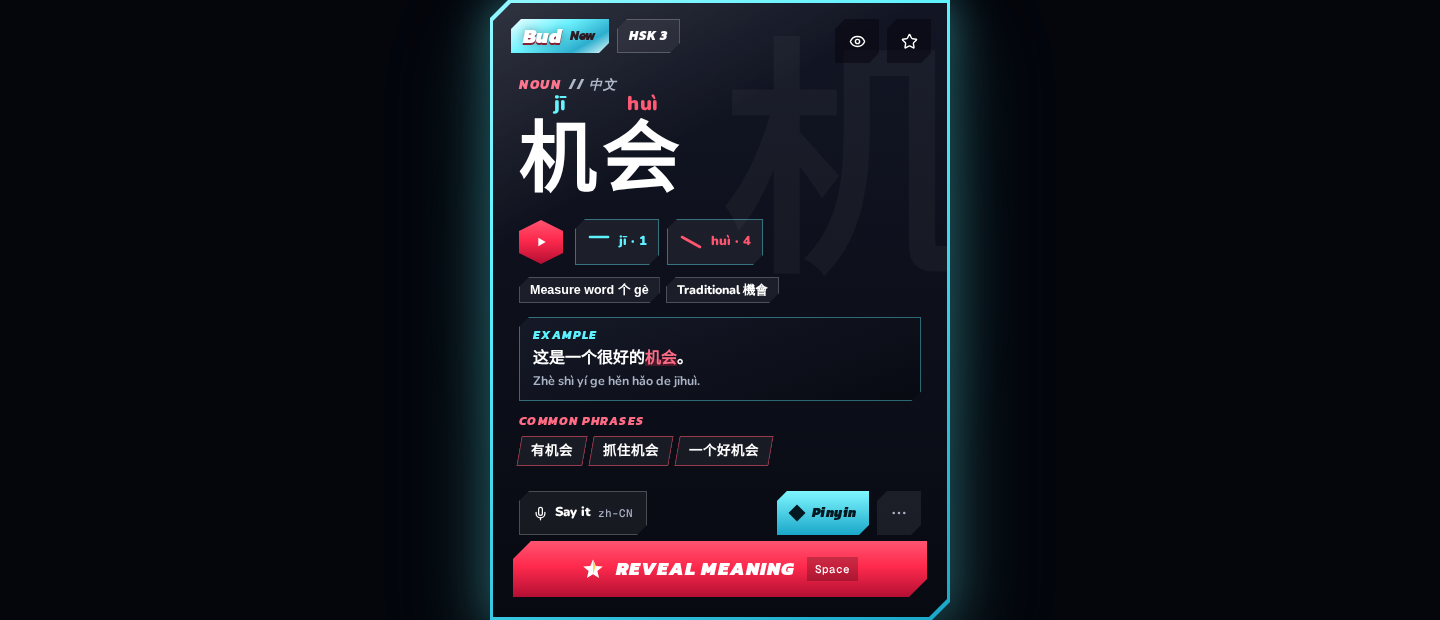 Bud New HSK 3
NOUN // 中文
jī huì
机会
机
jī · 1 huì · 4
Measure word 个 gè Traditional 機會
EXAMPLE
这是一个很好的机会。
Zhè shì yí ge hěn hǎo de jīhuì.
COMMON PHRASES
有机会 抓住机会 一个好机会
Say it zh-CN Pinyin ...
REVEAL MEANING Space